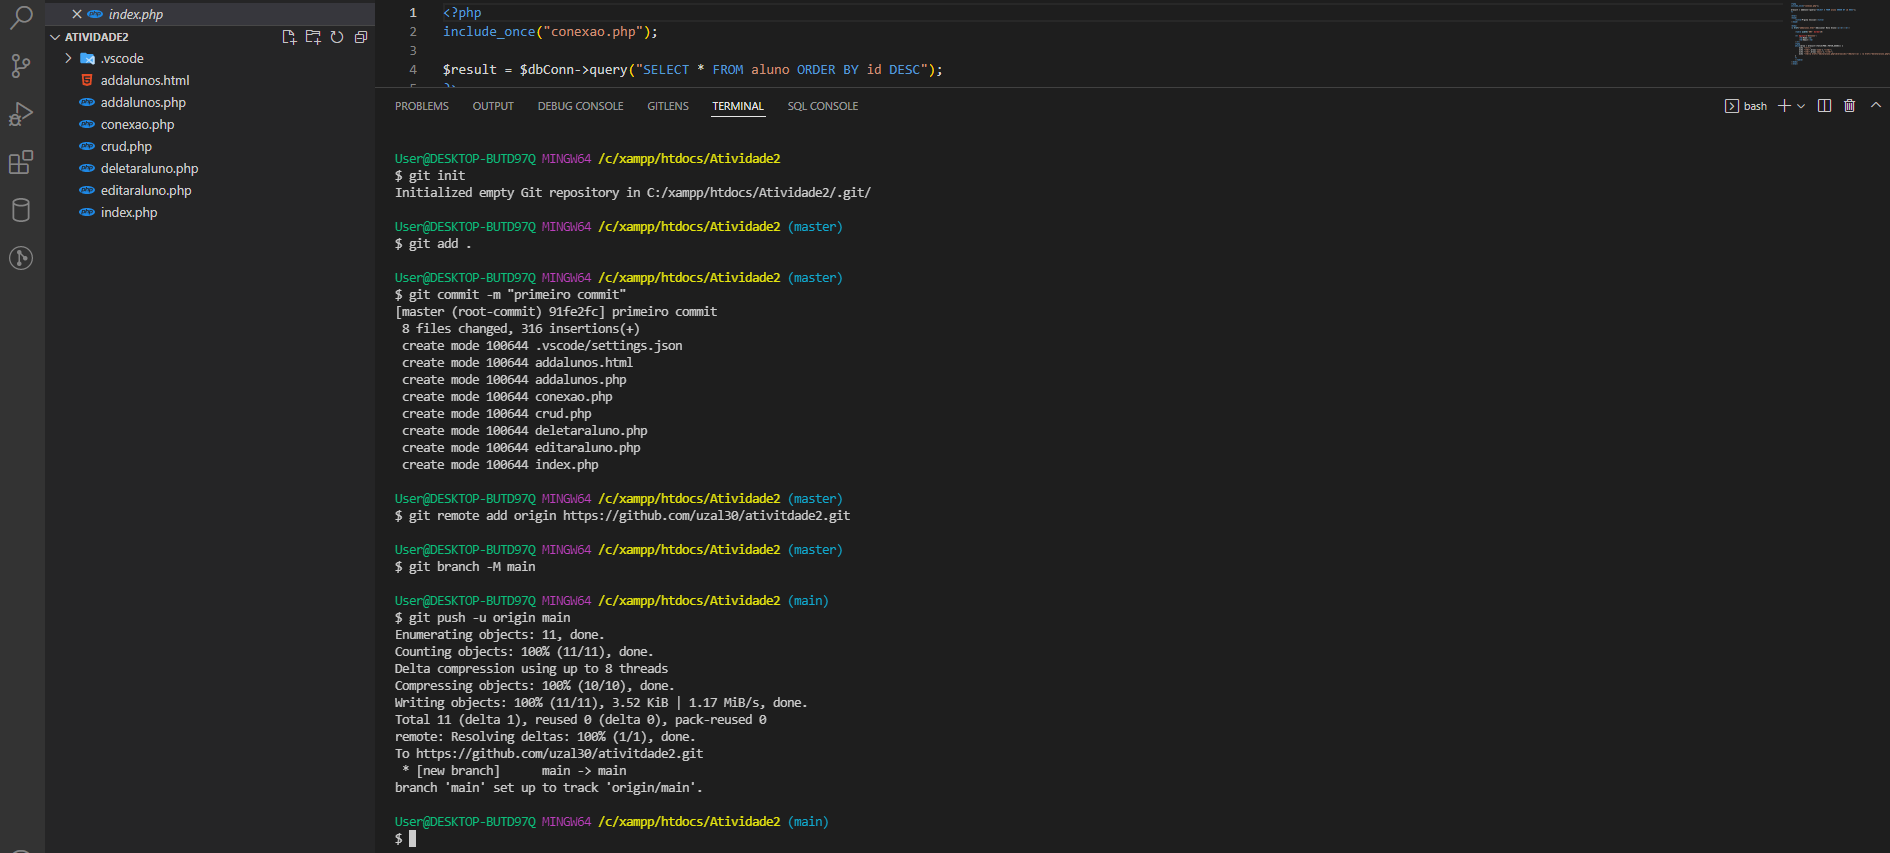 index.php
ATIVIDADE2
.vscode
addalunos.html
addalunos.php
conexao.php
crud.php
deletaraluno.php
editaraluno.php
index.php
1 <?php
2 include_once("conexao.php");
3
4 $result = $dbConn->query("SELECT * FROM aluno ORDER BY id DESC");
PROBLEMS OUTPUT DEBUG CONSOLE GITLENS TERMINAL SQL CONSOLE
bash
User@DESKTOP-BUTD97Q MINGW64 /c/xampp/htdocs/Atividade2
$ git init
Initialized empty Git repository in C:/xampp/htdocs/Atividade2/.git/
User@DESKTOP-BUTD97Q MINGW64 /c/xampp/htdocs/Atividade2 (master)
$ git add .
User@DESKTOP-BUTD97Q MINGW64 /c/xampp/htdocs/Atividade2 (master)
$ git commit -m "primeiro commit"
[master (root-commit) 91fe2fc] primeiro commit
8 files changed, 316 insertions(+)
create mode 100644 .vscode/settings.json
create mode 100644 addalunos.html
create mode 100644 addalunos.php
create mode 100644 conexao.php
create mode 100644 crud.php
create mode 100644 deletaraluno.php
create mode 100644 editaraluno.php
create mode 100644 index.php
User@DESKTOP-BUTD97Q MINGW64 /c/xampp/htdocs/Atividade2 (master)
$ git remote add origin https://github.com/uzal30/ativitdade2.git
User@DESKTOP-BUTD97Q MINGW64 /c/xampp/htdocs/Atividade2 (master)
$ git branch -M main
User@DESKTOP-BUTD97Q MINGW64 /c/xampp/htdocs/Atividade2 (main)
$ git push -u origin main
Enumerating objects: 11, done.
Counting objects: 100% (11/11), done.
Delta compression using up to 8 threads
Compressing objects: 100% (10/10), done.
Writing objects: 100% (11/11), 3.52 KiB | 1.17 MiB/s, done.
Total 11 (delta 1), reused 0 (delta 0), pack-reused 0
remote: Resolving deltas: 100% (1/1), done.
To https://github.com/uzal30/ativitdade2.git
* [new branch] main -> main
branch 'main' set up to track 'origin/main'.
User@DESKTOP-BUTD97Q MINGW64 /c/xampp/htdocs/Atividade2 (main)
$